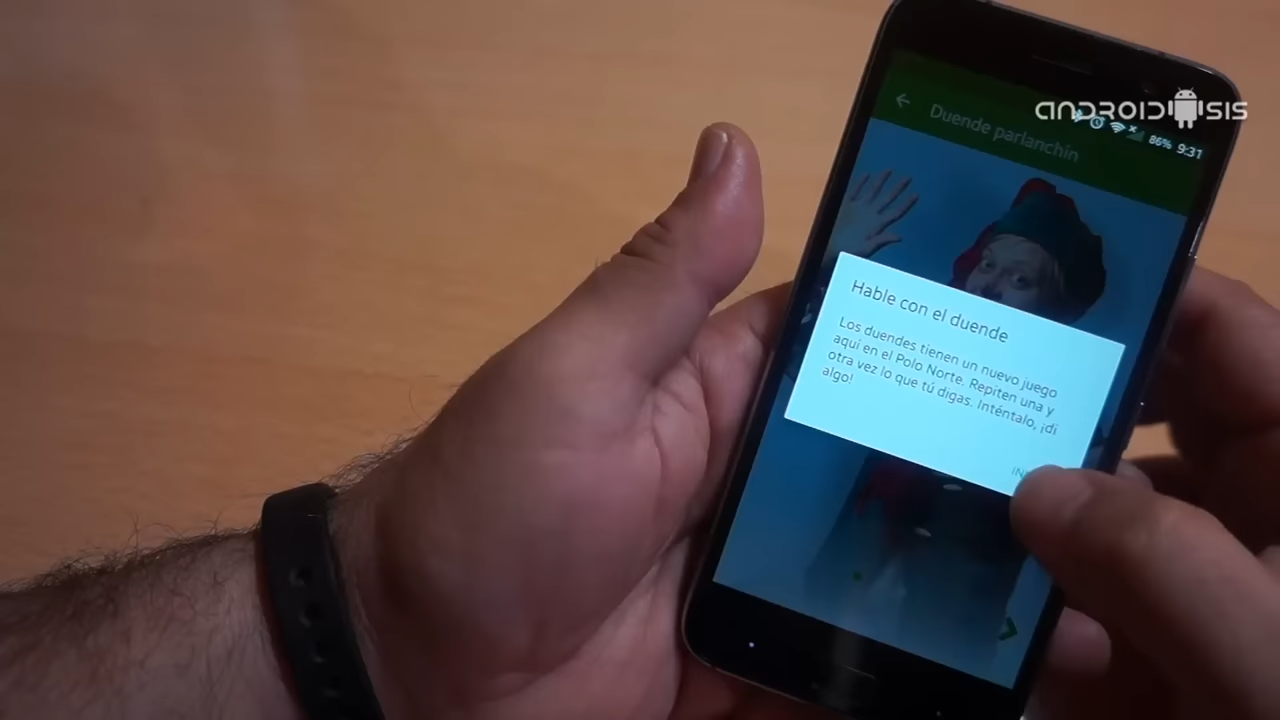 ANDROIDSIS
86% 9:31
Duende parlanchín
Hable con el duende
Los duendes tienen un nuevo juego
aquí en el Polo Norte. Repiten una y
otra vez lo que tú digas. Inténtalo, ¡di
algo!